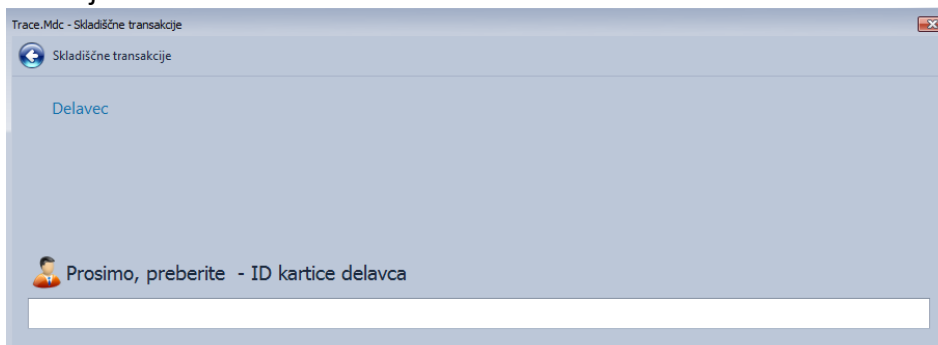 Trace.Mdc - Skladiščne transakcije
Skladiščne transakcije
Delavec
Prosimo, preberite - ID kartice delavca